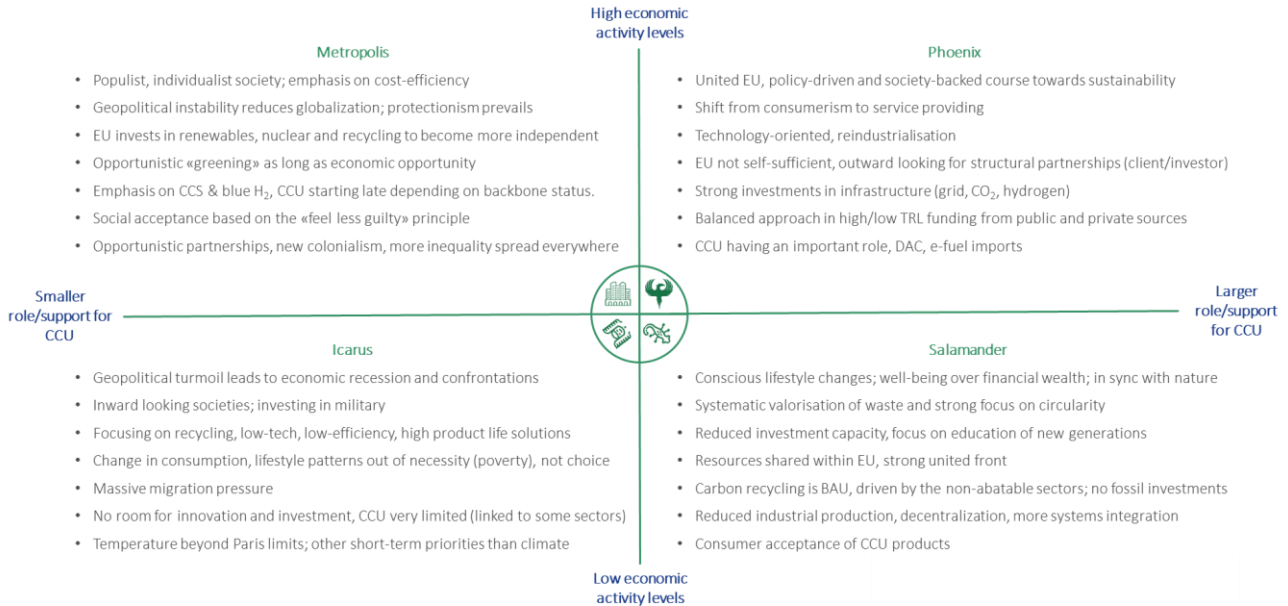 High economic
activity levels
Metropolis
• Populist, individualist society; emphasis on cost-efficiency
• Geopolitical instability reduces globalization; protectionism prevails
• EU invests in renewables, nuclear and recycling to become more independent
• Opportunistic «greening» as long as economic opportunity
• Emphasis on CCS & blue H₂, CCU starting late depending on backbone status.
• Social acceptance based on the «feel less guilty» principle
• Opportunistic partnerships, new colonialism, more inequality spread everywhere
Phoenix
• United EU, policy-driven and society-backed course towards sustainability
• Shift from consumerism to service providing
• Technology-oriented, reindustrialisation
• EU not self-sufficient, outward looking for structural partnerships (client/investor)
• Strong investments in infrastructure (grid, CO₂, hydrogen)
• Balanced approach in high/low TRL funding from public and private sources
• CCU having an important role, DAC, e-fuel imports
Smaller
role/support for
CCU
Larger
role/support
for CCU
Icarus
• Geopolitical turmoil leads to economic recession and confrontations
• Inward looking societies; investing in military
• Focusing on recycling, low-tech, low-efficiency, high product life solutions
• Change in consumption, lifestyle patterns out of necessity (poverty), not choice
• Massive migration pressure
• No room for innovation and investment, CCU very limited (linked to some sectors)
• Temperature beyond Paris limits; other short-term priorities than climate
Salamander
• Conscious lifestyle changes; well-being over financial wealth; in sync with nature
• Systematic valorisation of waste and strong focus on circularity
• Reduced investment capacity, focus on education of new generations
• Resources shared within EU, strong united front
• Carbon recycling is BAU, driven by the non-abatable sectors; no fossil investments
• Reduced industrial production, decentralization, more systems integration
• Consumer acceptance of CCU products
Low economic
activity levels